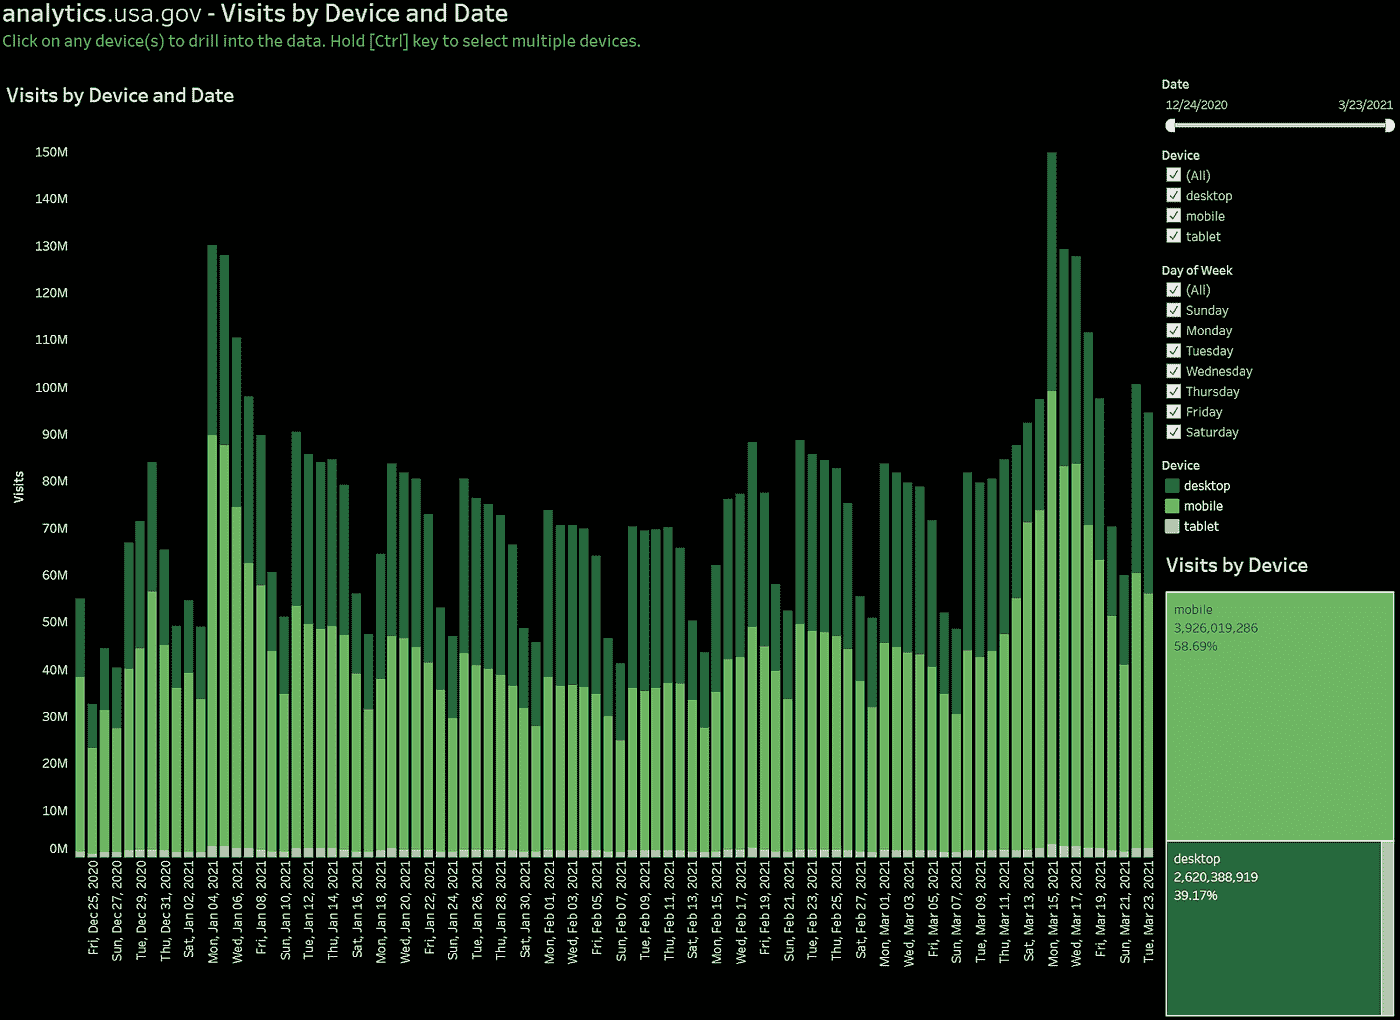 analytics.usa.gov - Visits by Device and Date
Click on any device(s) to drill into the data. Hold [Ctrl] key to select multiple devices.
Visits by Device and Date
150M
140M
130M
120M
110M
100M
90M
80M
70M
60M
50M
40M
30M
20M
10M
0M
Visits
Fri, Dec 25, 2020
Sun, Dec 27, 2020
Tue, Dec 29, 2020
Thu, Dec 31, 2020
Sat, Jan 02, 2021
Mon, Jan 04, 2021
Wed, Jan 06, 2021
Fri, Jan 08, 2021
Sun, Jan 10, 2021
Tue, Jan 12, 2021
Thu, Jan 14, 2021
Sat, Jan 16, 2021
Mon, Jan 18, 2021
Wed, Jan 20, 2021
Fri, Jan 22, 2021
Sun, Jan 24, 2021
Tue, Jan 26, 2021
Thu, Jan 28, 2021
Sat, Jan 30, 2021
Mon, Feb 01, 2021
Wed, Feb 03, 2021
Fri, Feb 05, 2021
Sun, Feb 07, 2021
Tue, Feb 09, 2021
Thu, Feb 11, 2021
Sat, Feb 13, 2021
Mon, Feb 15, 2021
Wed, Feb 17, 2021
Fri, Feb 19, 2021
Sun, Feb 21, 2021
Tue, Feb 23, 2021
Thu, Feb 25, 2021
Sat, Feb 27, 2021
Mon, Mar 01, 2021
Wed, Mar 03, 2021
Fri, Mar 05, 2021
Sun, Mar 07, 2021
Tue, Mar 09, 2021
Thu, Mar 11, 2021
Sat, Mar 13, 2021
Mon, Mar 15, 2021
Wed, Mar 17, 2021
Fri, Mar 19, 2021
Sun, Mar 21, 2021
Tue, Mar 23, 2021
Date
12/24/2020 3/23/2021
Device
(All)
desktop
mobile
tablet
Day of Week
(All)
Sunday
Monday
Tuesday
Wednesday
Thursday
Friday
Saturday
Device
desktop
mobile
tablet
Visits by Device
mobile
3,926,019,286
58.69%
desktop
2,620,388,919
39.17%